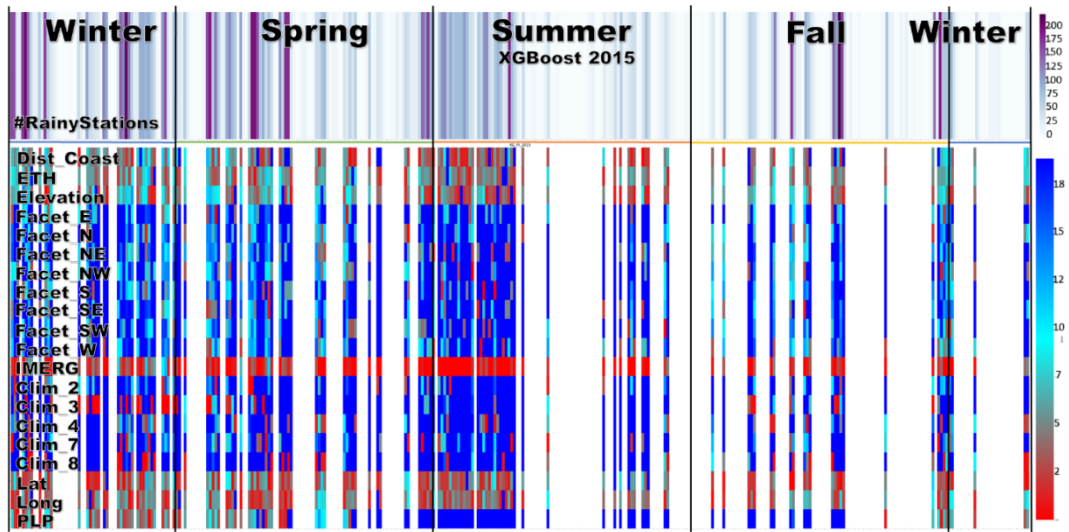 Winter Spring Summer Fall Winter
XGBoost 2015
#RainyStations
200
175
150
125
100
75
50
25
0
Dist_Coast
ETH
Elevation
Facet_E
Facet_N
Facet_NE
Facet_NW
Facet_S
Facet_SE
Facet_SW
Facet_W
IMERG
Clim_2
Clim_3
Clim_4
Clim_7
Clim_8
Lat
Long
PLP
18
15
12
10
7
5
2